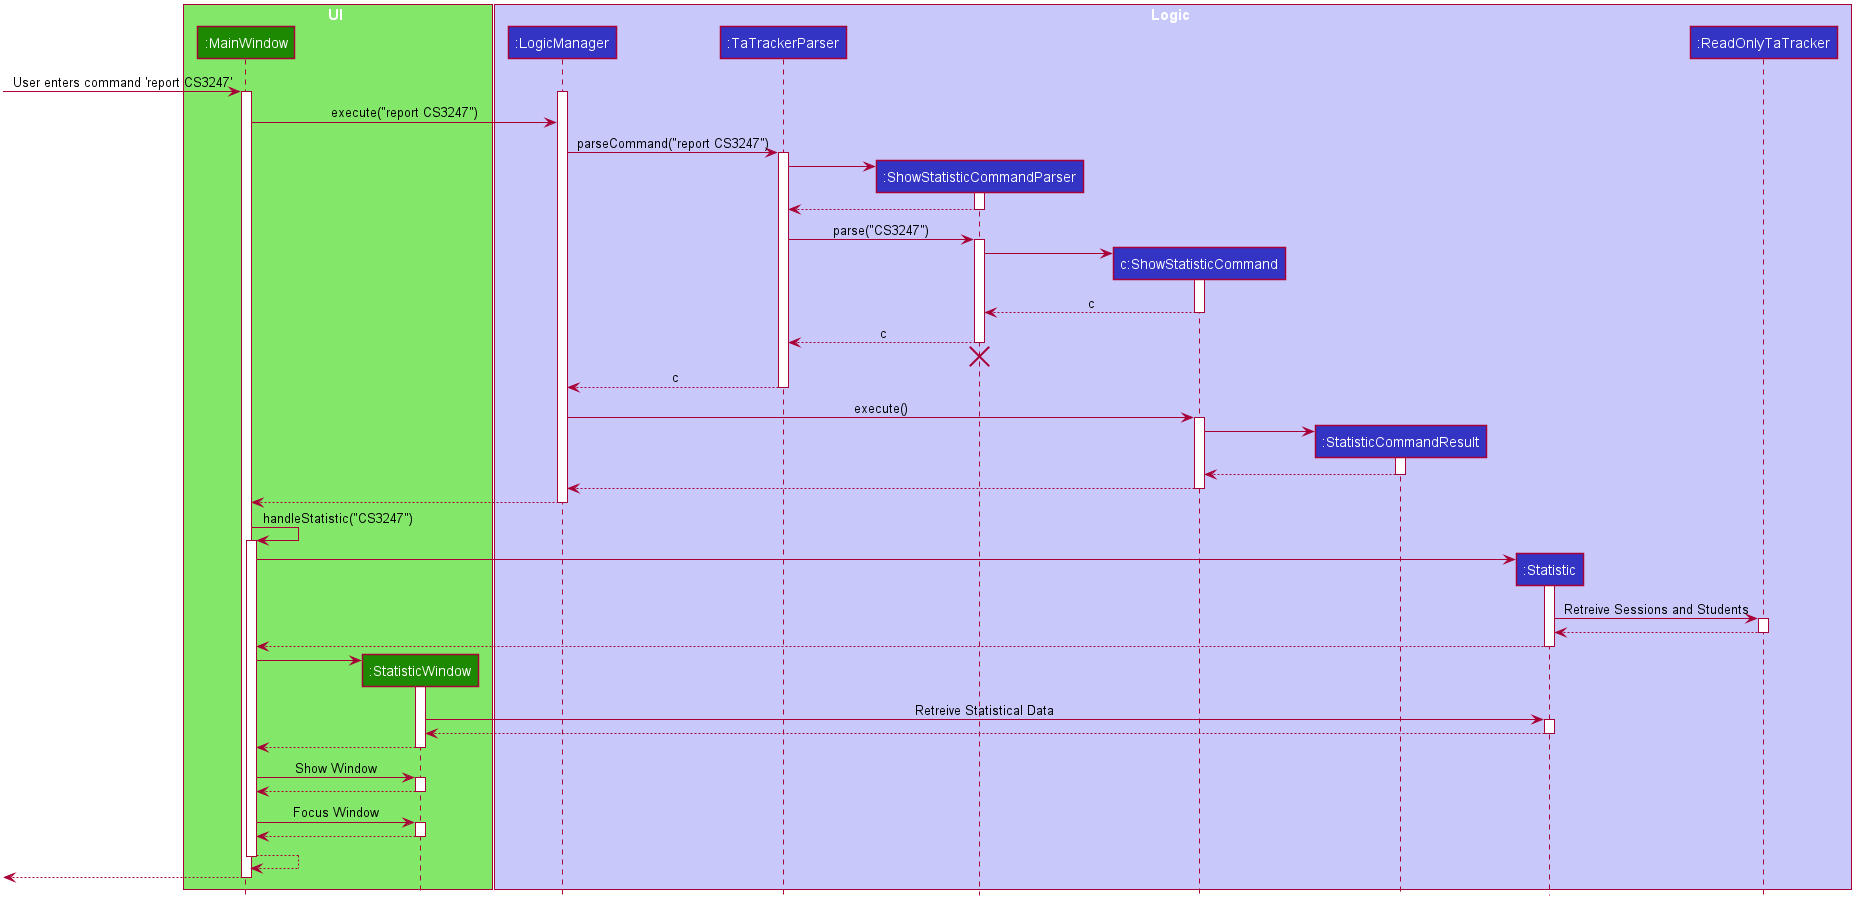 UI
Logic
:MainWindow
:LogicManager
:TaTrackerParser
:ReadOnlyTaTracker
User enters command 'report CS3247'
execute("report CS3247")
parseCommand("report CS3247")
:ShowStatisticCommandParser
parse("CS3247")
c:ShowStatisticCommand
c
c
c
execute()
:StatisticCommandResult
handleStatistic("CS3247")
:Statistic
Retreive Sessions and Students
:StatisticWindow
Retreive Statistical Data
Show Window
Focus Window